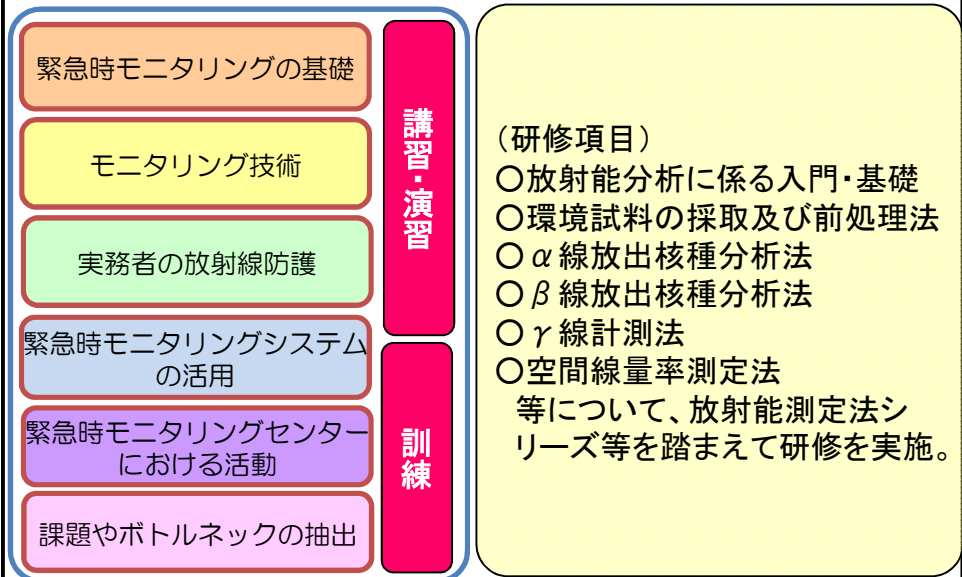 緊急時モニタリングの基礎
モニタリング技術
実務者の放射線防護
緊急時モニタリングシステム
の活用
緊急時モニタリングセンター
における活動
課題やボトルネックの抽出
講習・演習
訓練
（研修項目）
○放射能分析に係る入門・基礎
○環境試料の採取及び前処理法
○α線放出核種分析法
○β線放出核種分析法
○γ線計測法
○空間線量率測定法
等について、放射能測定法シ
リーズ等を踏まえて研修を実施。